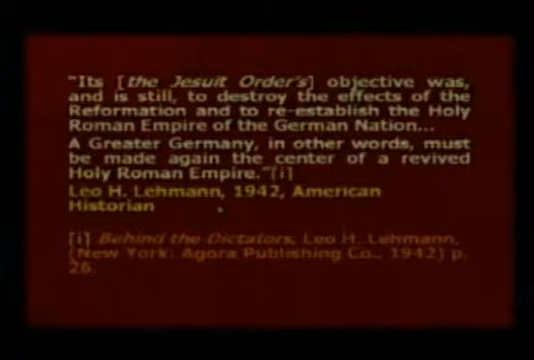 "Its [the Jesuit Order's] objective was,
and is still, to destroy the effects of the
Reformation and to re-establish the Holy
Roman Empire of the German Nation...
A Greater Germany, in other words, must
be made again the center of a revived
Holy Roman Empire."[i]
Leo H. Lehmann, 1942, American
Historian
[i] Behind the Dictators, Leo H. Lehmann,
(New York: Agora Publishing Co., 1942) p.
26.